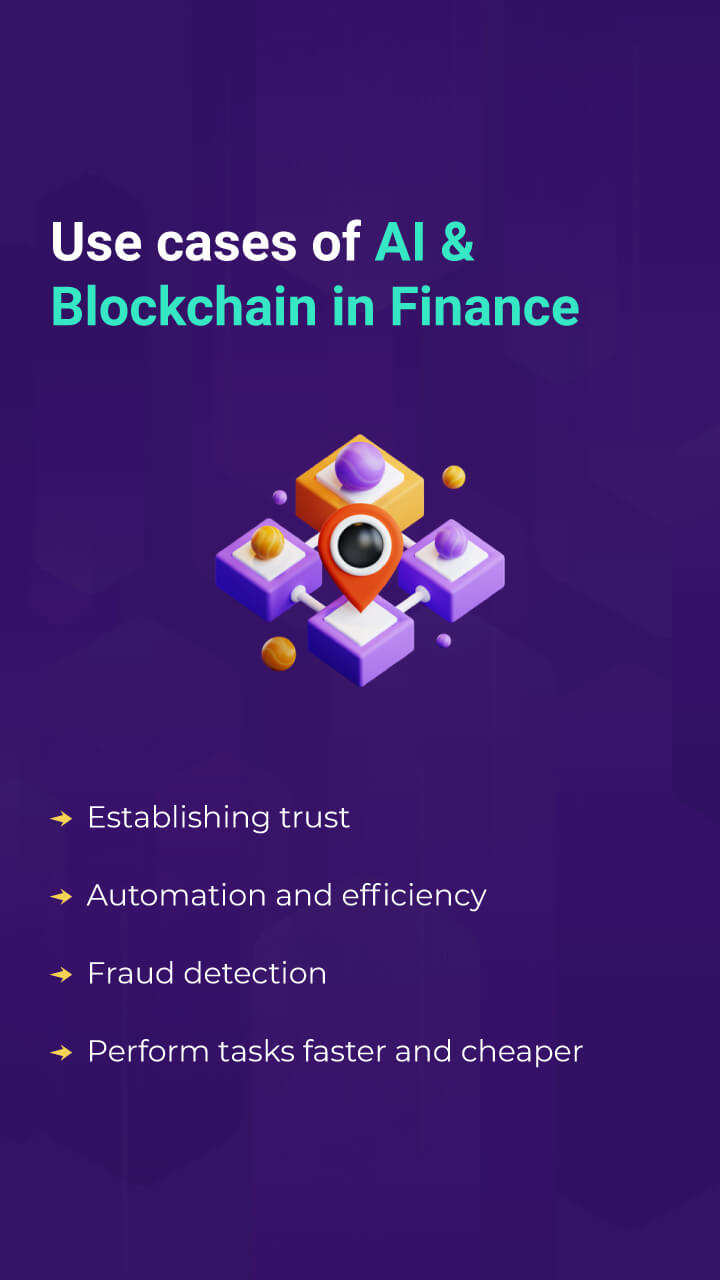 Use cases of AI &
Blockchain in Finance
Establishing trust
Automation and efficiency
Fraud detection
Perform tasks faster and cheaper